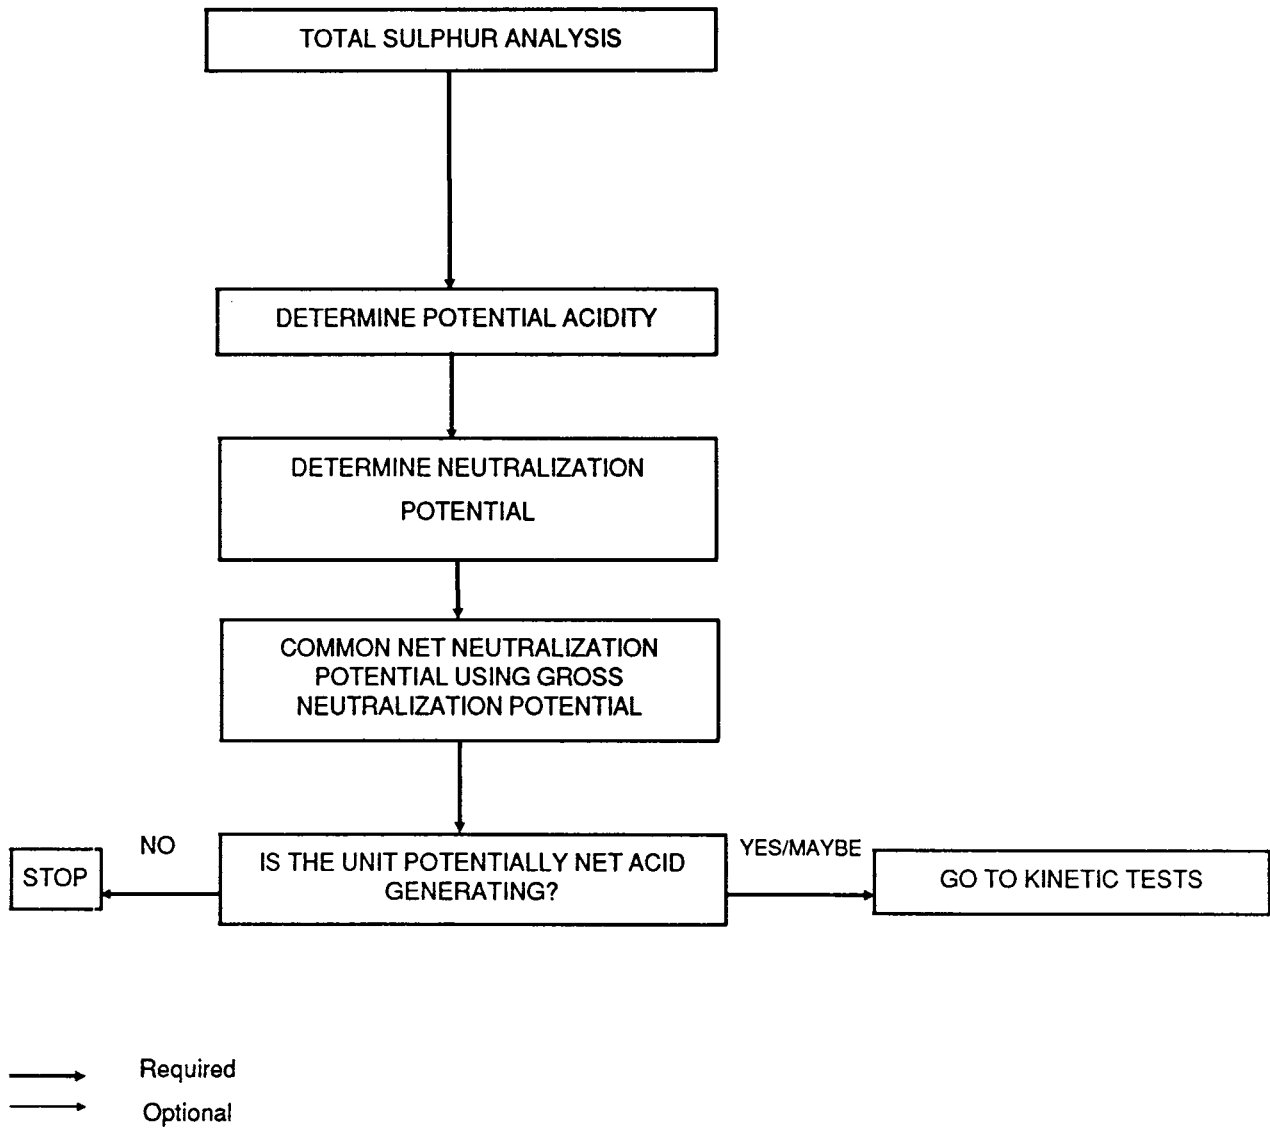 TOTAL SULPHUR ANALYSIS
DETERMINE POTENTIAL ACIDITY
DETERMINE NEUTRALIZATION
POTENTIAL
COMMON NET NEUTRALIZATION
POTENTIAL USING GROSS
NEUTRALIZATION POTENTIAL
NO
IS THE UNIT POTENTIALLY NET ACID
GENERATING?
YES/MAYBE
STOP
GO TO KINETIC TESTS
Required
Optional